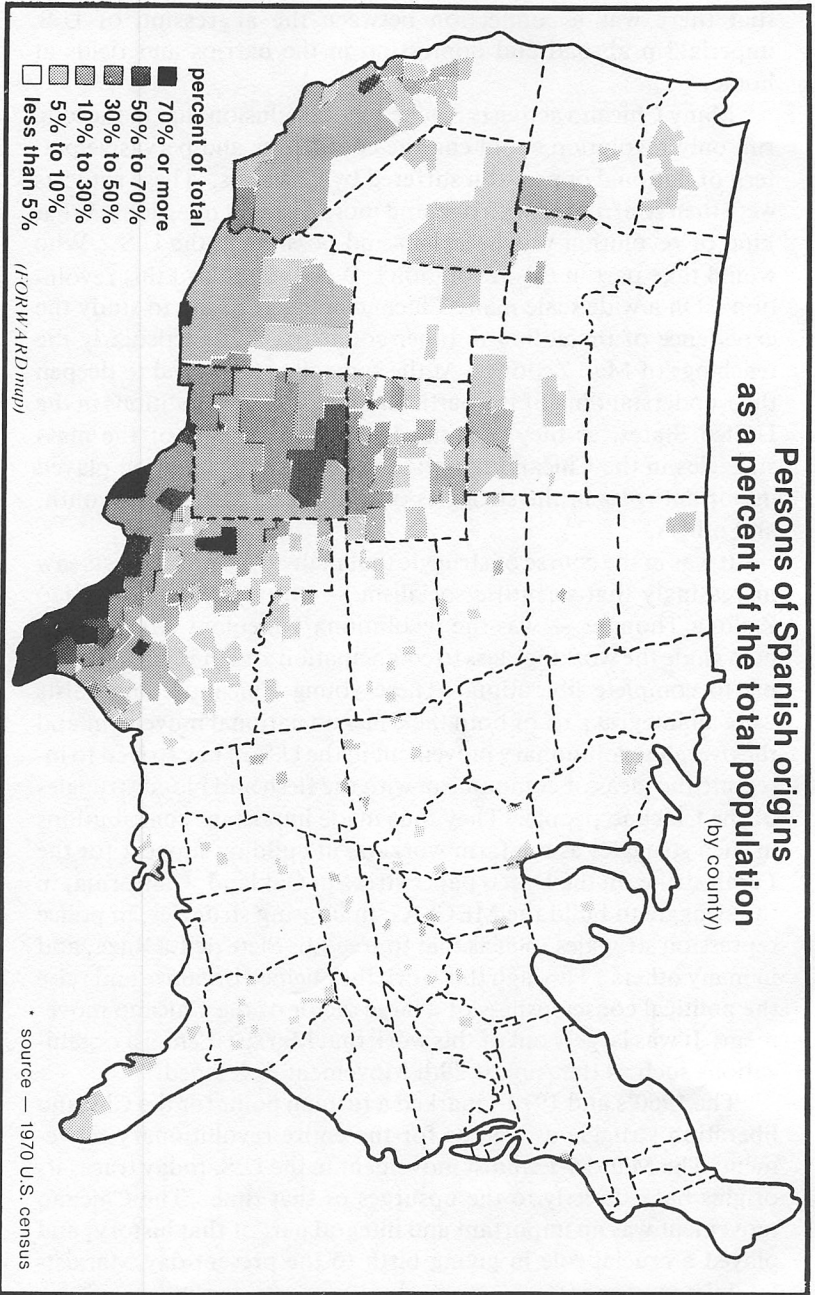 Persons of Spanish origins
as a percent of the total population
(by county)
percent of total
70% or more
50% to 70%
30% to 50%
10% to 30%
5% to 10%
less than 5%
(FORWARD map)
source — 1970 U.S. census